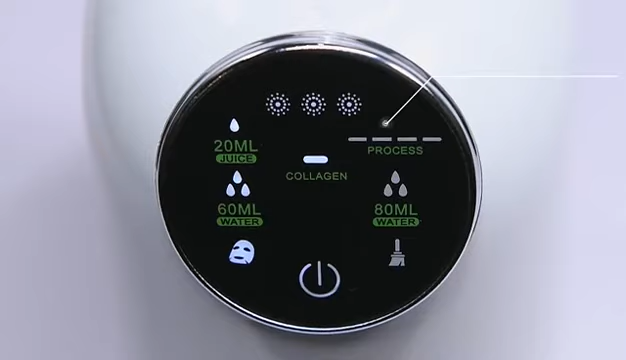 20ML
JUICE
PROCESS
COLLAGEN
60ML
WATER
80ML
WATER